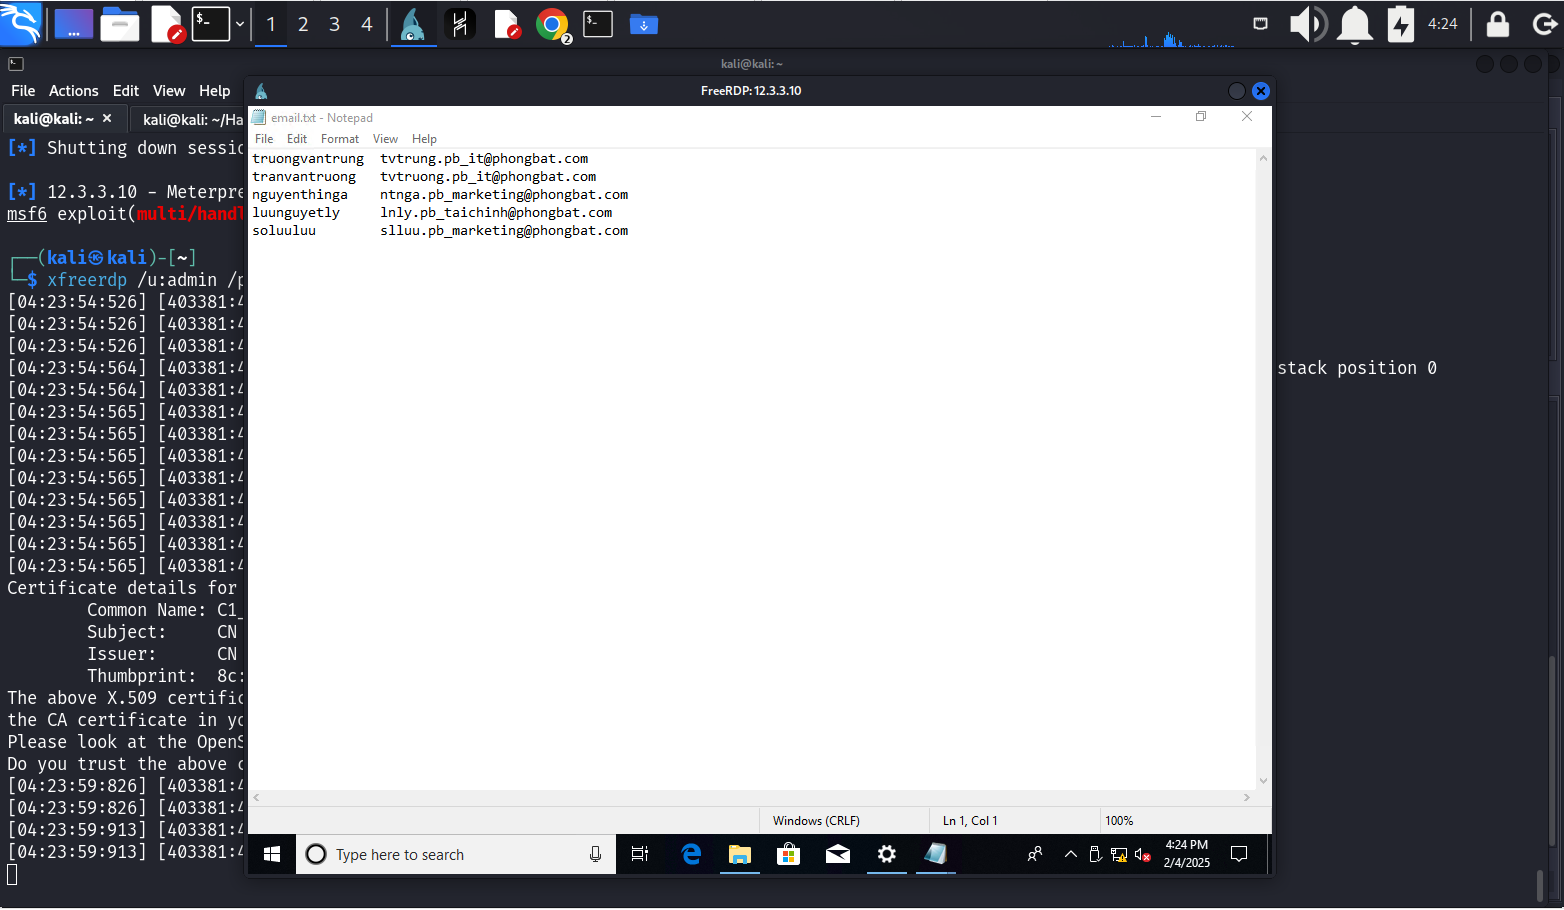 1 2 3 4
2
4:24
kali@kali: ~
File Actions Edit View Help
kali@kali: ~ × kali@kali: ~/Ha
[*] Shutting down sessio
[*] 12.3.3.10 - Meterpre
msf6 exploit(multi/handl
(kali㉿kali)-[~]
$ xfreerdp /u:admin /p
[04:23:54:526] [403381:4
[04:23:54:526] [403381:4
[04:23:54:526] [403381:4
[04:23:54:564] [403381:4
stack position 0
[04:23:54:564] [403381:4
[04:23:54:565] [403381:4
[04:23:54:565] [403381:4
[04:23:54:565] [403381:4
[04:23:54:565] [403381:4
[04:23:54:565] [403381:4
[04:23:54:565] [403381:4
[04:23:54:565] [403381:4
[04:23:54:565] [403381:4
Certificate details for
Common Name: C1_
Subject: CN
Issuer: CN
Thumbprint: 8c:
The above X.509 certific
the CA certificate in yo
Please look at the OpenS
Do you trust the above c
[04:23:59:826] [403381:4
[04:23:59:826] [403381:4
[04:23:59:913] [403381:4
[04:23:59:913] [403381:4
FreeRDP: 12.3.3.10
email.txt - Notepad
File Edit Format View Help
truongvantrung tvtrung.pb_it@phongbat.com
tranvantruong tvtruong.pb_it@phongbat.com
nguyenthinga ntnga.pb_marketing@phongbat.com
luunguyetly lnly.pb_taichinh@phongbat.com
soluuluu slluu.pb_marketing@phongbat.com
Windows (CRLF) Ln 1, Col 1 100%
Type here to search
4:24 PM
2/4/2025